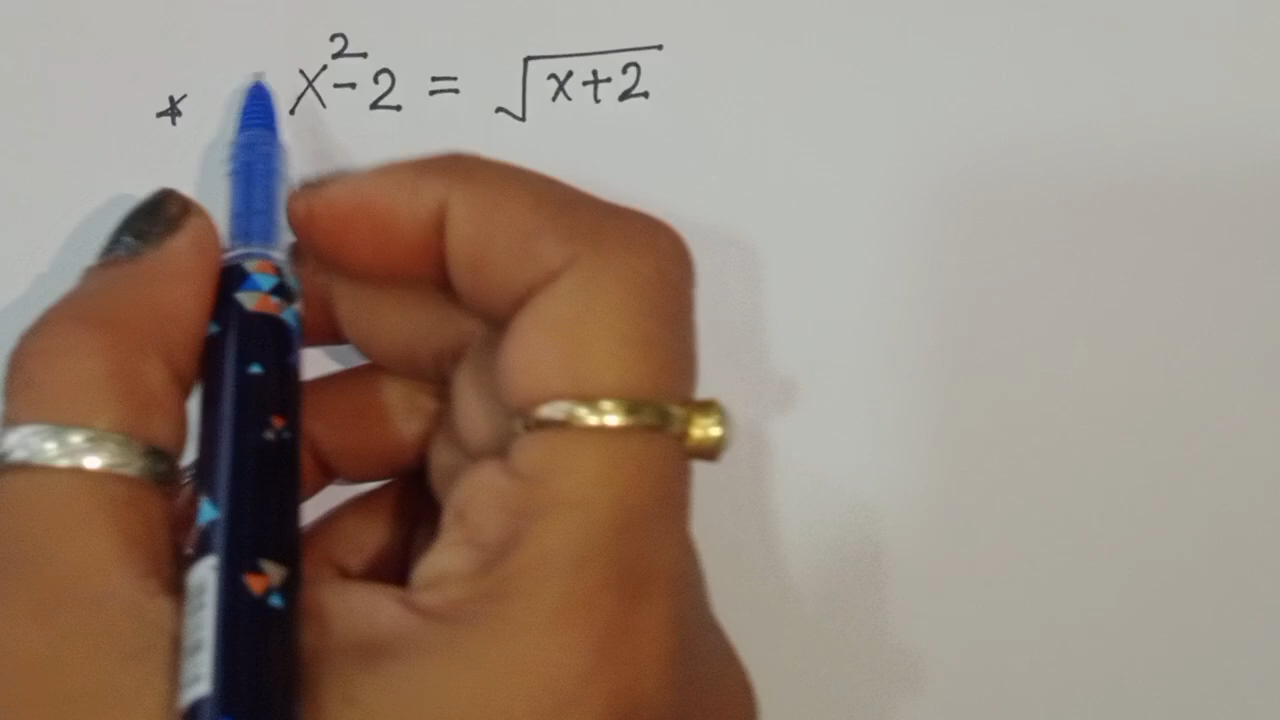 * x²-2 = √x+2